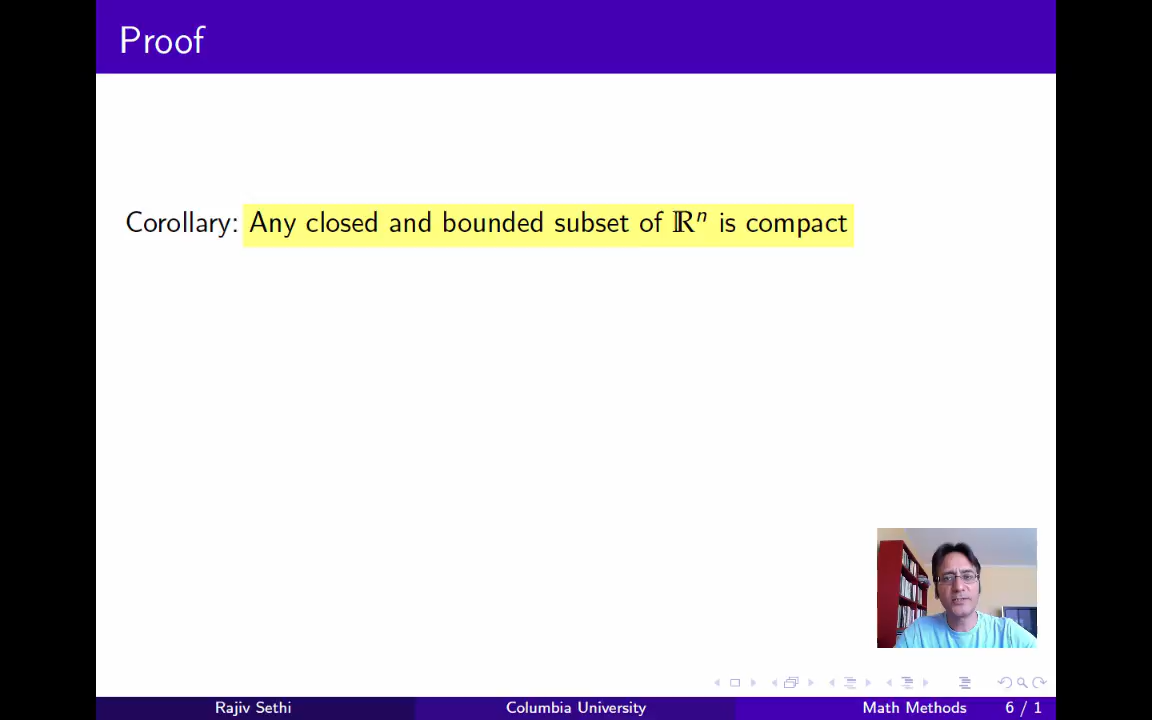 Proof
Corollary: Any closed and bounded subset of ℝⁿ is compact
Rajiv Sethi Columbia University Math Methods 6 / 1